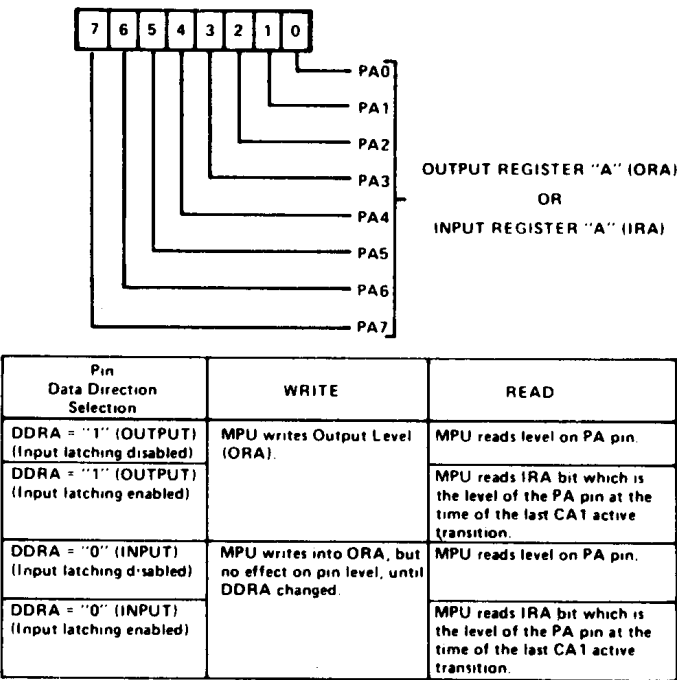 7 6 5 4 3 2 1 0
PA0
PA1
PA2
PA3
PA4
PA5
PA6
PA7
OUTPUT REGISTER "A" (ORA)
OR
INPUT REGISTER "A" (IRA)
Pin
Data Direction
Selection
WRITE
READ
DDRA = "1" (OUTPUT)
(Input latching disabled)
MPU writes Output Level
(ORA).
MPU reads level on PA pin.
DDRA = "1" (OUTPUT)
(Input latching enabled)
MPU reads IRA bit which is
the level of the PA pin at the
time of the last CA1 active
transition.
DDRA = "0" (INPUT)
(Input latching disabled)
MPU writes into ORA, but
no effect on pin level, until
DDRA changed.
MPU reads level on PA pin.
DDRA = "0" (INPUT)
(Input latching enabled)
MPU reads IRA bit which is
the level of the PA pin at the
time of the last CA1 active
transition.